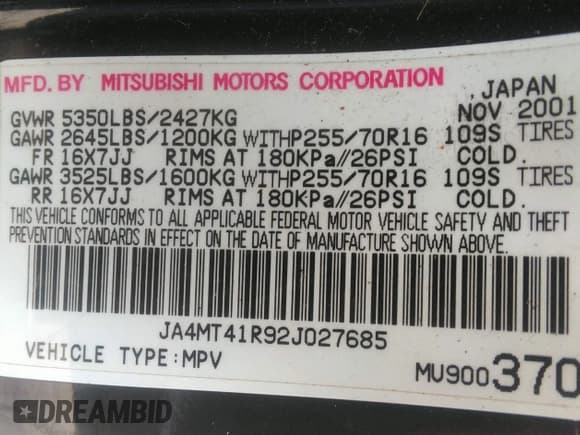 MFD. BY MITSUBISHI MOTORS CORPORATION
, JAPAN
GVWR 5350LBS/2427KG NOV 2001
GAWR 2645LBS/1200KG WITHP255/70R16 109S TIRES
FR 16X7JJ RIMS AT 180KPa//26PSI COLD.
GAWR 3525LBS/1600KG WITHP255/70R16 109S TIRES
RR 16X7JJ RIMS AT 180KPa//26PSI COLD.
THIS VEHICLE CONFORMS TO ALL APPLICABLE FEDERAL MOTOR VEHICLE SAFETY AND THEFT
PREVENTION STANDARDS IN EFFECT ON THE DATE OF MANUFACTURE SHOWN ABOVE.
JA4MT41R92J027685
VEHICLE TYPE:MPV
MU900370
DREAMBID